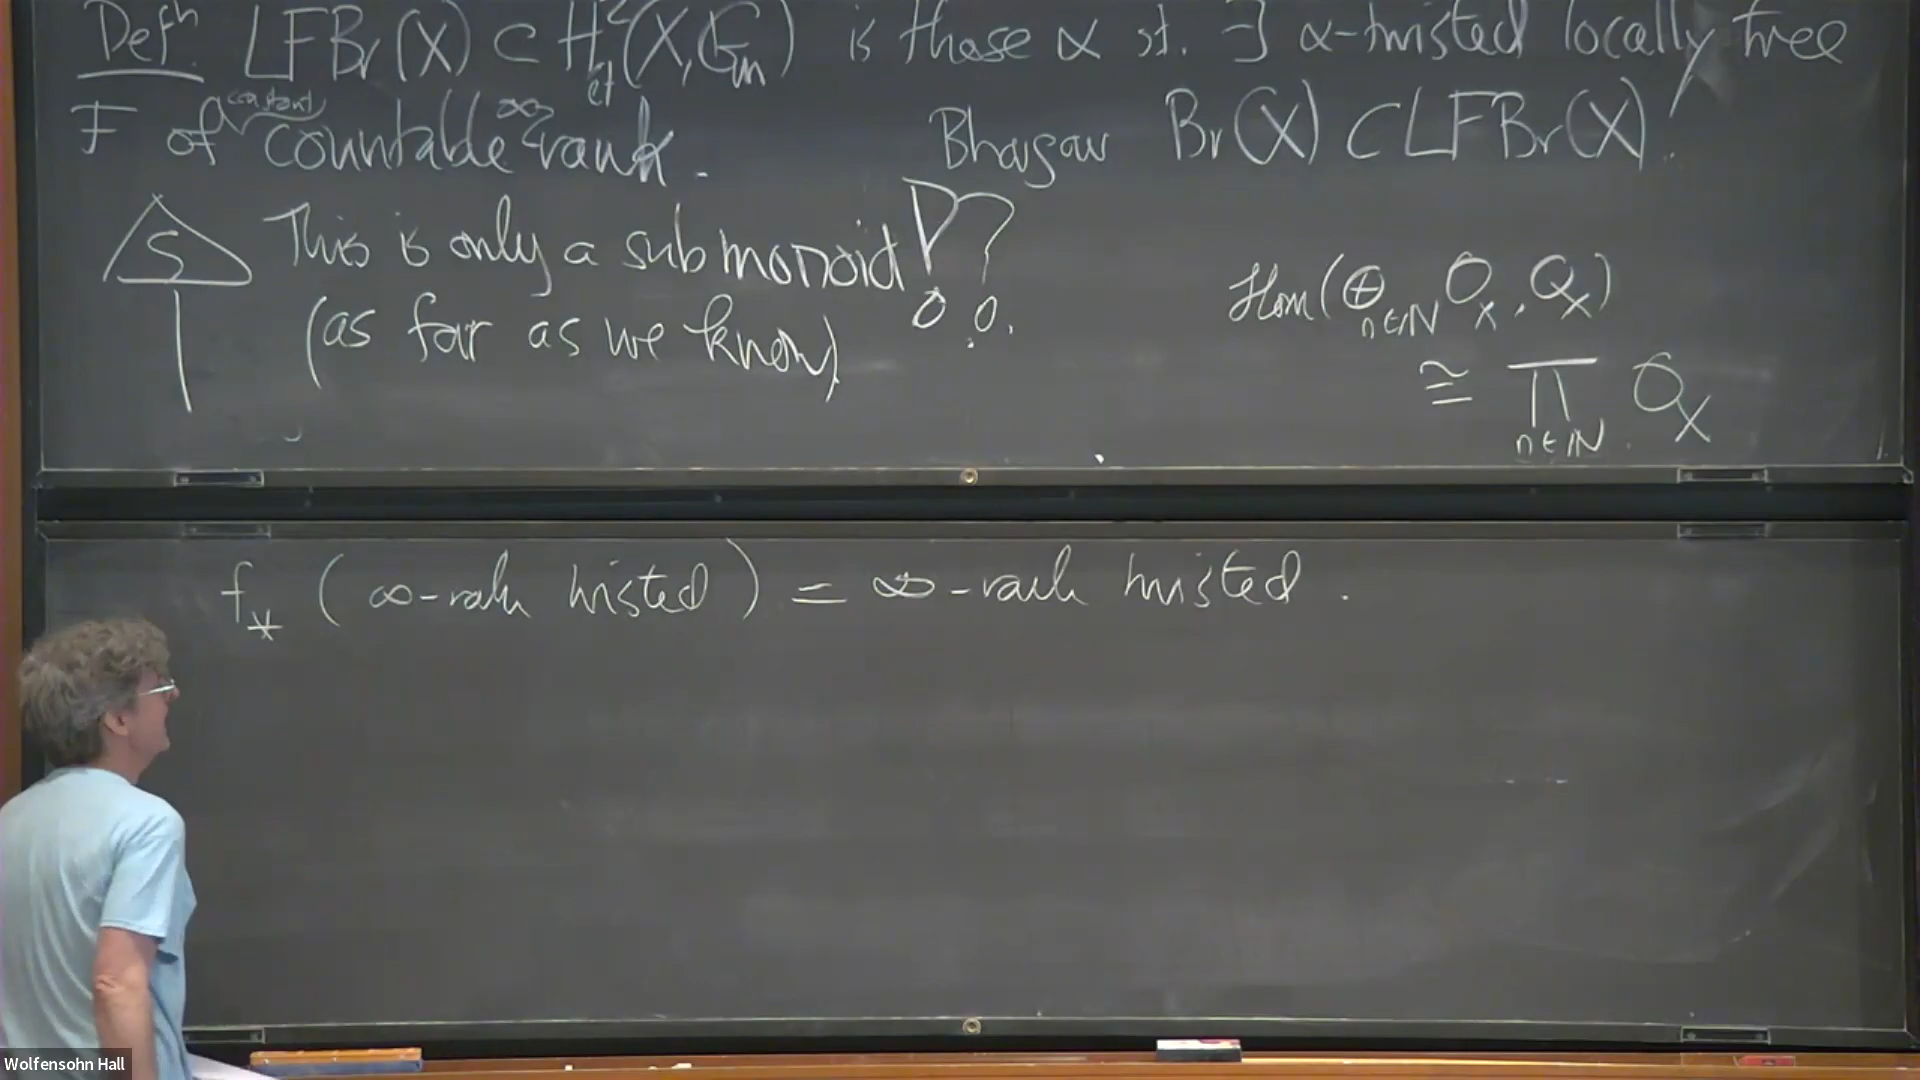 Defn. LFBr(X) ⊂ H²ét(X, Gm) is those α st. ∃ α-twisted locally free
F of constant countable ∞ rank. Bhargav Br(X) ⊂ LFBr(X)!
S This is only a submonoid!?
(as far as we know)
Hom(⊕n∈ℕ OX, OX)
≅ ∏n∈ℕ OX
f* (∞-rank twisted) = ∞-rank twisted.
Wolfensohn Hall